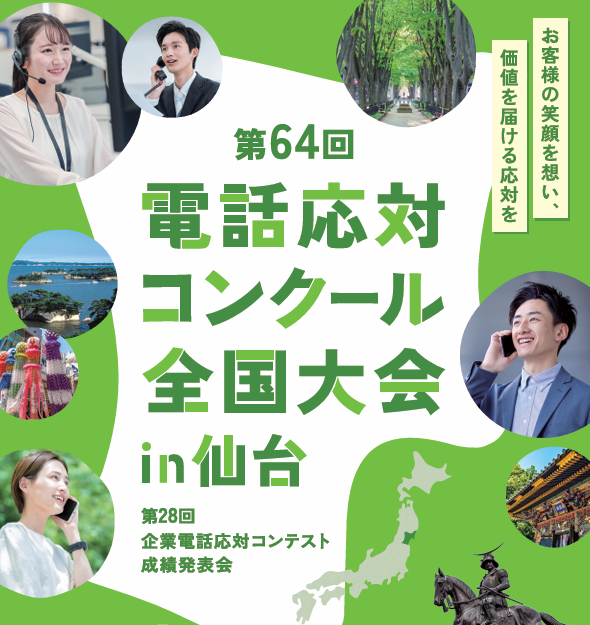 お客様の笑顔を想い、
価値を届ける応対を
第64回
電話応対
コンクール
全国大会
in仙台
第28回
企業電話応対コンテスト
成績発表会